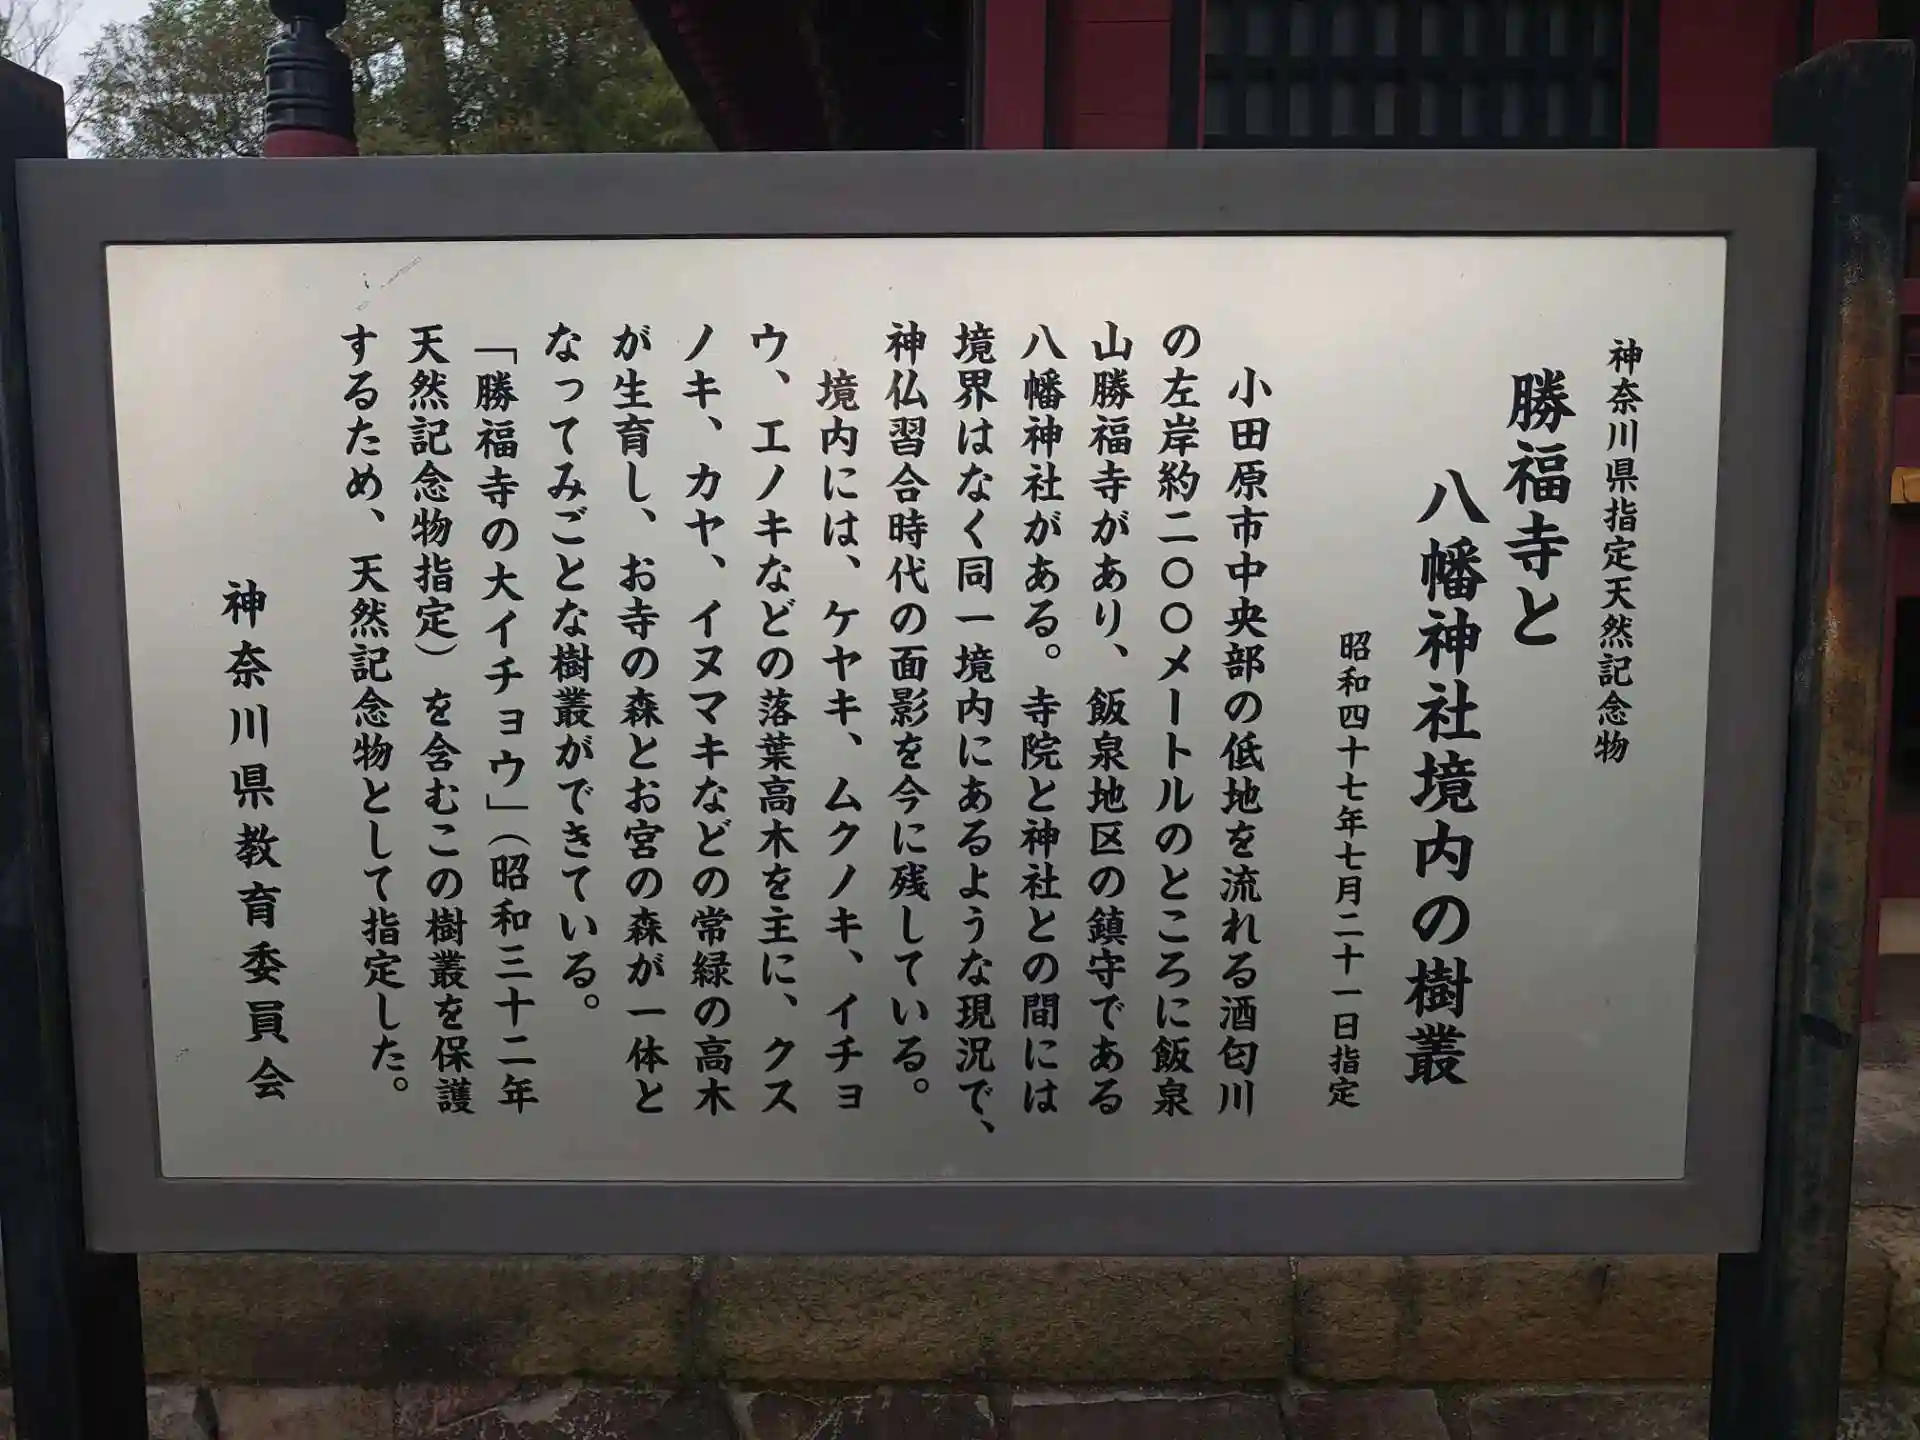 神奈川県指定天然記念物
勝福寺と
八幡神社境内の樹叢
昭和四十七年七月二十一日指定
小田原市中央部の低地を流れる酒匂川
の左岸約二〇〇メートルのところに飯泉
山勝福寺があり、飯泉地区の鎮守である
八幡神社がある。寺院と神社との間には
境界はなく同一境内にあるような現況で、
神仏習合時代の面影を今に残している。
境内には、ケヤキ、ムクノキ、イチョ
ウ、エノキなどの落葉高木を主に、クス
ノキ、カヤ、イヌマキなどの常緑の高木
が生育し、お寺の森とお宮の森が一体と
なってみごとな樹叢ができている。
「勝福寺の大イチョウ」(昭和三十二年
天然記念物指定)を含むこの樹叢を保護
するため、天然記念物として指定した。
神奈川県教育委員会